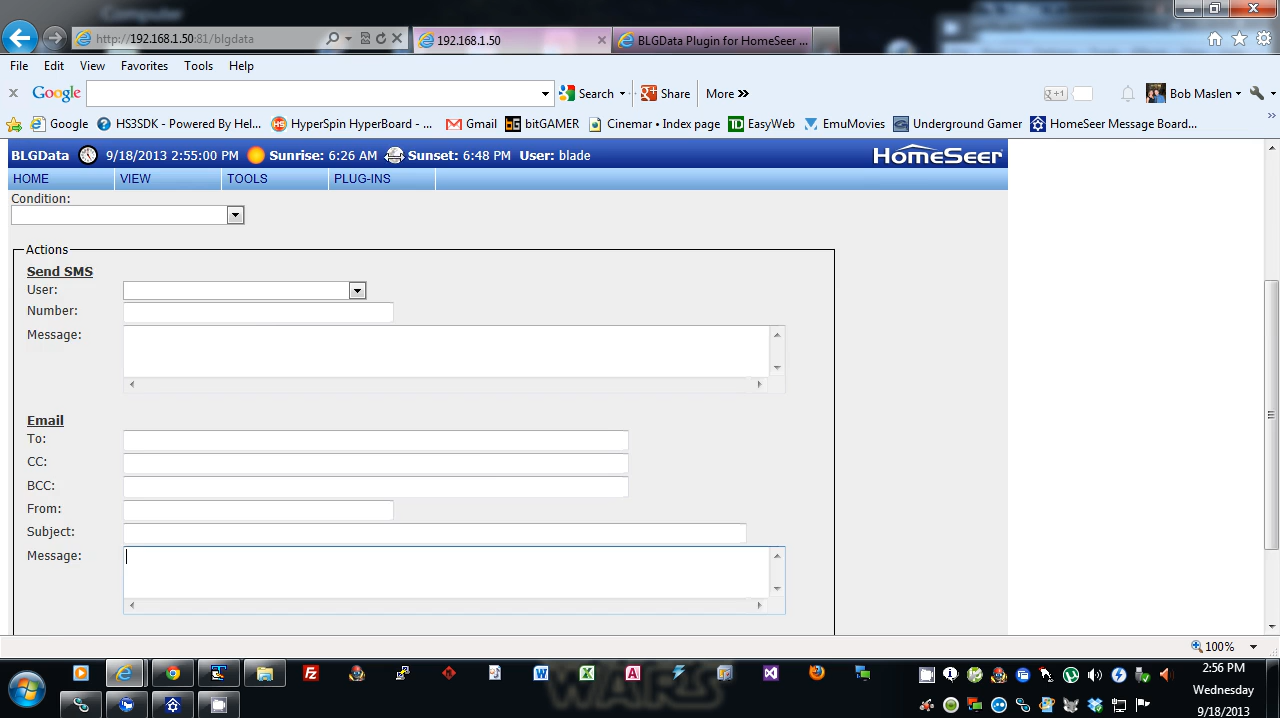 Computer
http://192.168.1.50:81/blgdata
192.168.1.50
BLGData Plugin for HomeSeer ...
File Edit View Favorites Tools Help
Google Search Share More »
+1
Bob Maslen
Google HS3SDK - Powered By Hel... HyperSpin HyperBoard - ... Gmail bitGAMER Cinemar • Index page EasyWeb EmuMovies Underground Gamer HomeSeer Message Board...
BLGData 9/18/2013 2:55:00 PM Sunrise: 6:26 AM Sunset: 6:48 PM User: blade HomeSeer
HOME VIEW TOOLS PLUG-INS
Condition:
Actions
Send SMS
User:
Number:
Message:
Email
To:
CC:
BCC:
From:
Subject:
Message:
100%
WARS
2:56 PM
Wednesday
9/18/2013